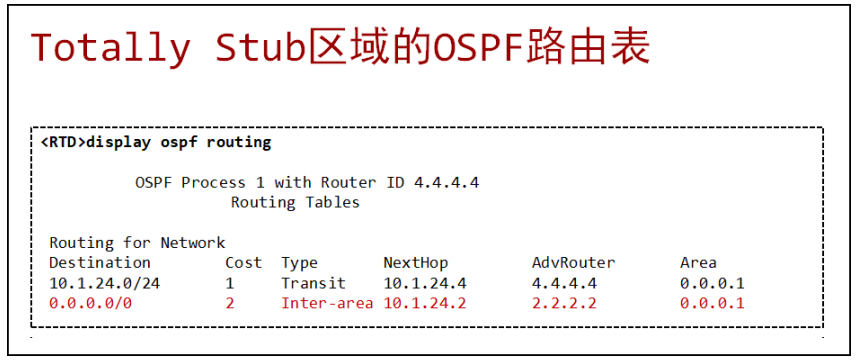 Totally Stub区域的OSPF路由表
<RTD>display ospf routing
OSPF Process 1 with Router ID 4.4.4.4
Routing Tables
Routing for Network
Destination Cost Type NextHop AdvRouter Area
10.1.24.0/24 1 Transit 10.1.24.4 4.4.4.4 0.0.0.1
0.0.0.0/0 2 Inter-area 10.1.24.2 2.2.2.2 0.0.0.1